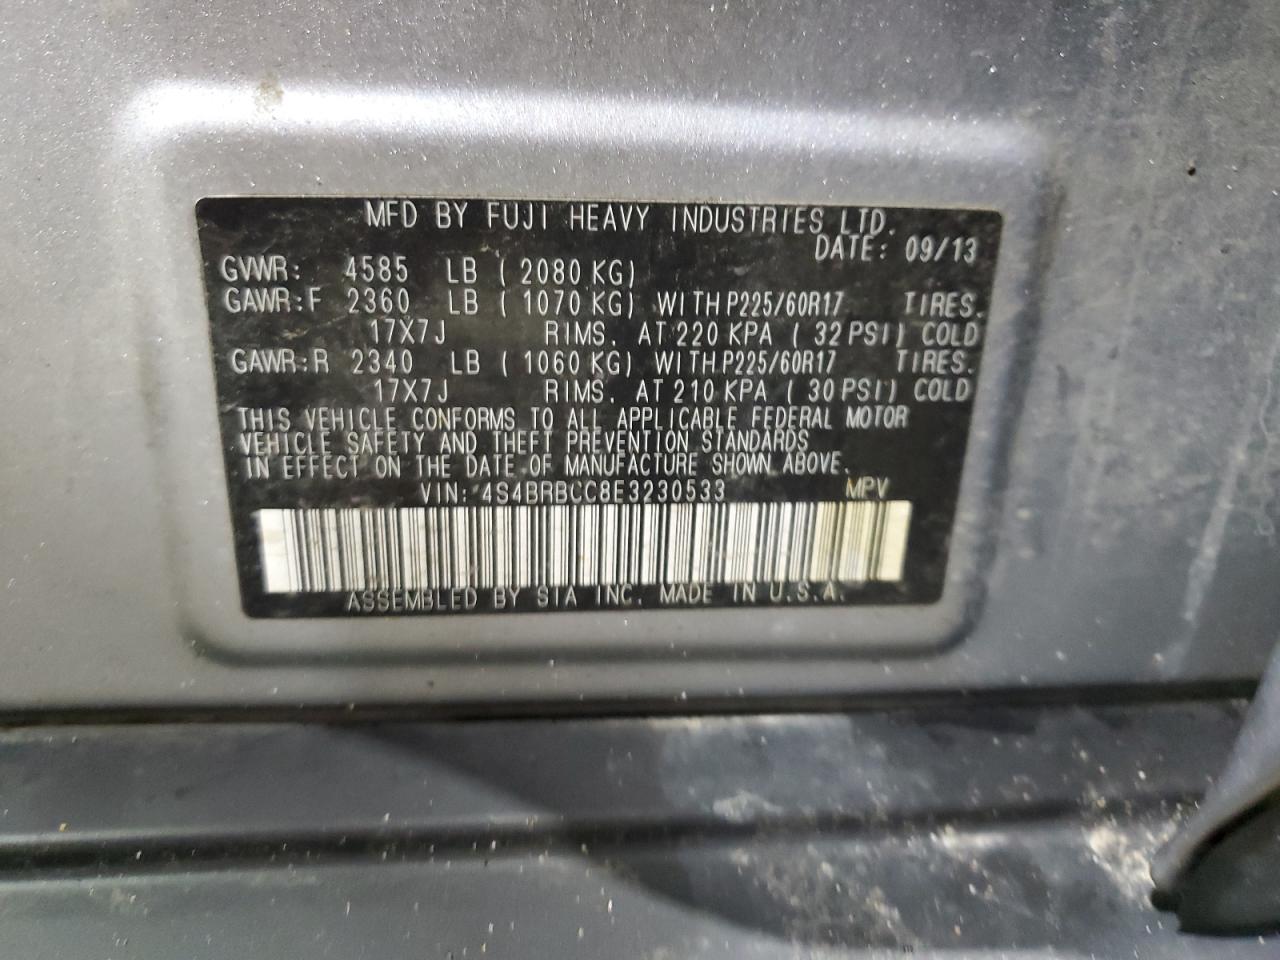 MFD BY FUJI HEAVY INDUSTRIES LTD.
DATE: 09/13
GVWR: 4585 LB (2080 KG)
GAWR:F 2360 LB (1070 KG) WITH P225/60R17 TIRES.
17X7J RIMS. AT 220 KPA (32 PSI) COLD
GAWR:R 2340 LB (1060 KG) WITH P225/60R17 TIRES.
17X7J RIMS. AT 210 KPA (30 PSI) COLD
THIS VEHICLE CONFORMS TO ALL APPLICABLE FEDERAL MOTOR
VEHICLE SAFETY AND THEFT PREVENTION STANDARDS
IN EFFECT ON THE DATE OF MANUFACTURE SHOWN ABOVE.
VIN: 4S4BRBCC8E3230533 MPV
ASSEMBLED BY SIA INC. MADE IN U.S.A.